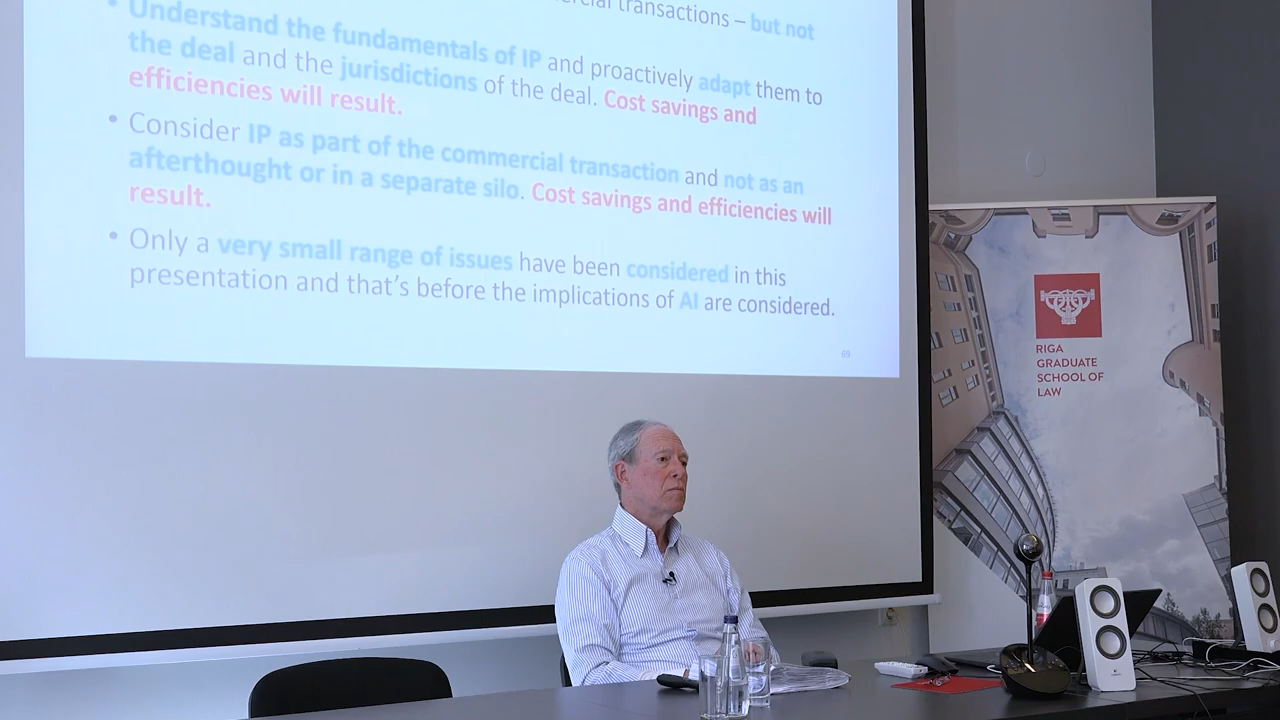 commercial transactions – but not
• Understand the fundamentals of IP and proactively adapt them to
the deal and the jurisdictions of the deal. Cost savings and
efficiencies will result.
• Consider IP as part of the commercial transaction and not as an
afterthought or in a separate silo. Cost savings and efficiencies will
result.
• Only a very small range of issues have been considered in this
presentation and that's before the implications of AI are considered.
69
RIGA
GRADUATE
SCHOOL OF
LAW